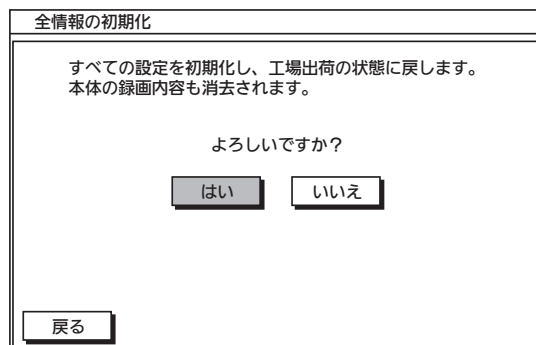 全情報の初期化
すべての設定を初期化し、工場出荷の状態に戻します。
本体の録画内容も消去されます。
よろしいですか？
はい
いいえ
戻る